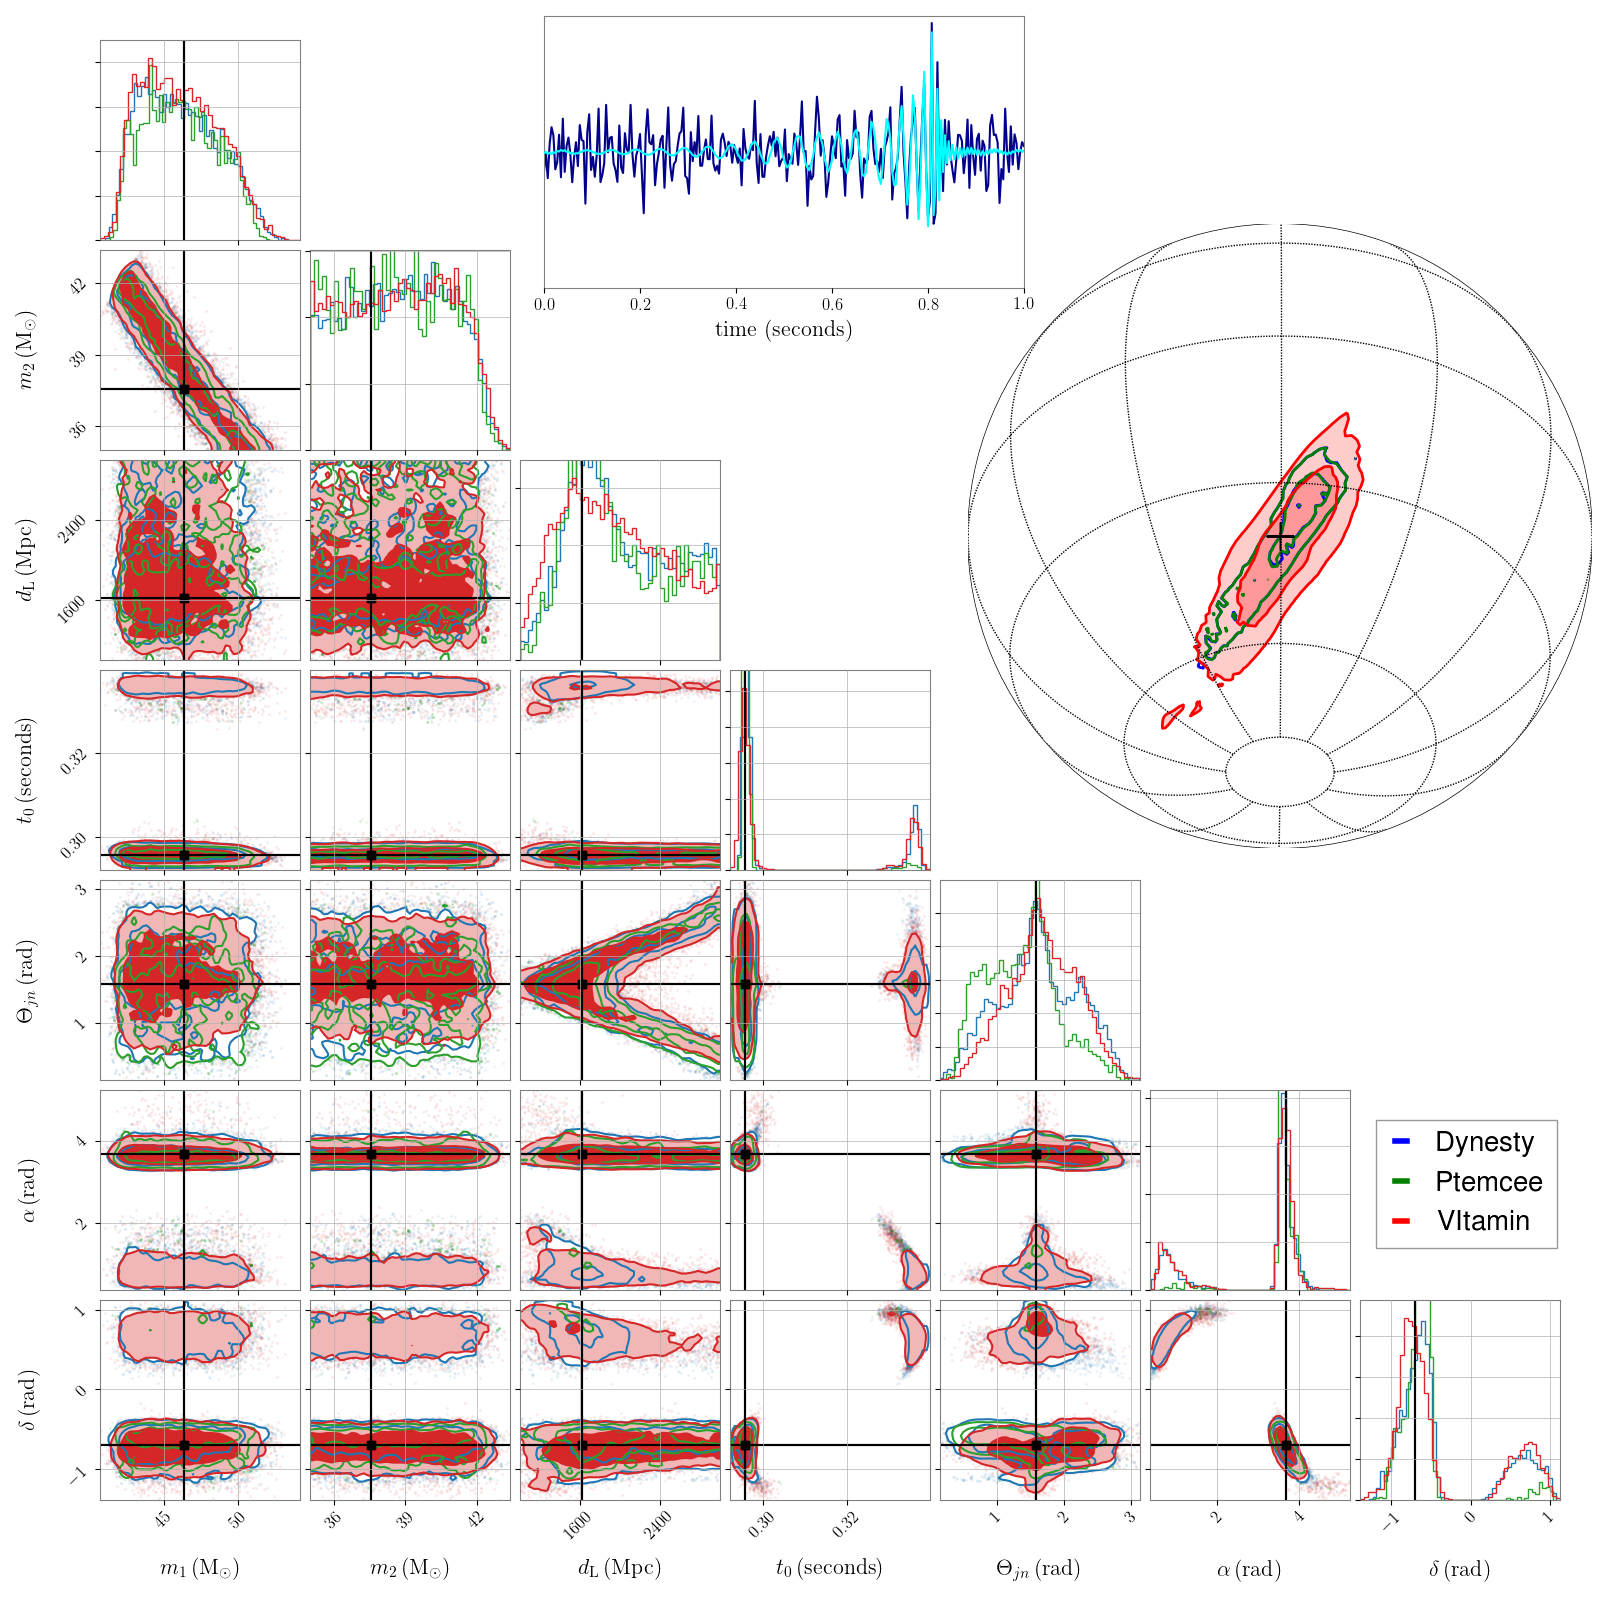 0.0 0.2 0.4 0.6 0.8 1.0
time (seconds)
42
39
36
m₂ (M☉)
2400
1600
d_L (Mpc)
0.32
0.30
t₀ (seconds)
3
2
1
Θ_jn (rad)
4
2
α (rad)
Dynesty
Ptemcee
VItamin
1
0
−1
δ (rad)
45 50 36 39 42 1600 2400 0.30 0.32 1 2 3 2 4 −1 0 1
m₁ (M☉) m₂ (M☉) d_L (Mpc) t₀ (seconds) Θ_jn (rad) α (rad) δ (rad)